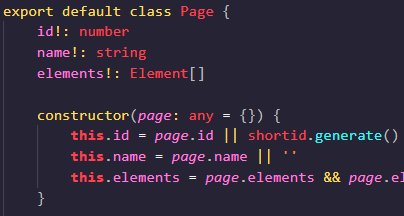 export default class Page {
id!: number
name!: string
elements!: Element[]
constructor(page: any = {}) {
this.id = page.id || shortid.generate()
this.name = page.name || ''
this.elements = page.elements && page.el
}